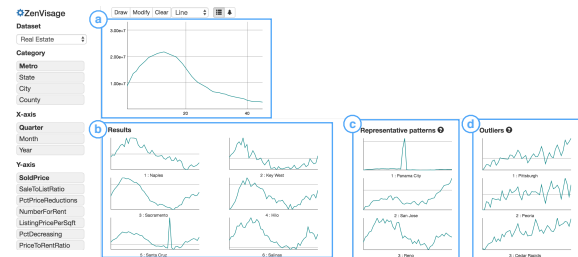 ZenVisage
Dataset
Real Estate
Category
Metro
State
City
County
X-axis
Quarter
Month
Year
Y-axis
SoldPrice
SaleToListRatio
PctPriceReductions
NumberForRent
ListingPricePerSqft
PctDecreasing
PriceToRentRatio
Draw Modify Clear Line
a
3.00e+7
2.00e+7
1.00e+7
20 40
b
Results
1 : Naples
2 : Key West
3 : Sacramento
4 : Hilo
5 : Santa Cruz
6 : Salinas
c
Representative patterns ?
1 : Panama City
2 : San Jose
3 : Reno
d
Outliers ?
1 : Pittsburgh
2 : Peoria
3 : Cedar Rapids